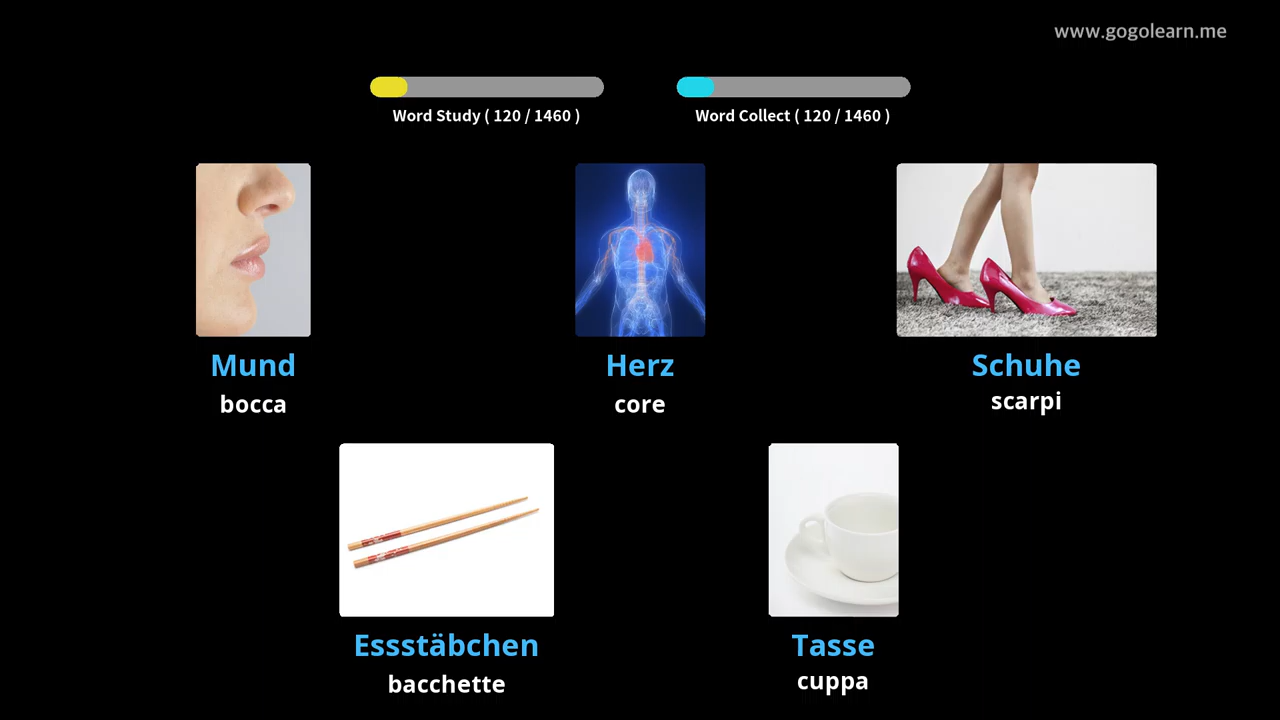 www.gogolearn.me
Word Study ( 120 / 1460 )
Word Collect ( 120 / 1460 )
Mund
bocca
Herz
core
Schuhe
scarpi
Essstäbchen
bacchette
Tasse
cuppa